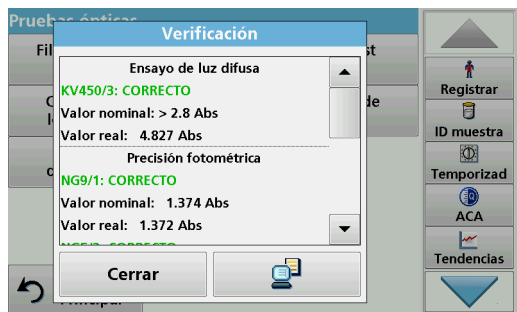 Pruebas ópticas
Verificación
Ensayo de luz difusa
KV450/3: CORRECTO
Valor nominal: > 2.8 Abs
Valor real: 4.827 Abs
Precisión fotométrica
NG9/1: CORRECTO
Valor nominal: 1.374 Abs
Valor real: 1.372 Abs
Cerrar
Principal
Registrar
ID muestra
Temporizad
ACA
Tendencias